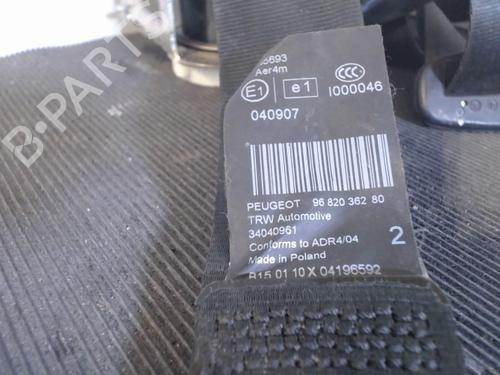 B-PARTS
Aer4m
E1 e1 CCC I000046
040907
PEUGEOT 96 820 362 80
TRW Automotive
34040961
Conforms to ADR4/04 2
Made in Poland
B15 01 10 X 04196592